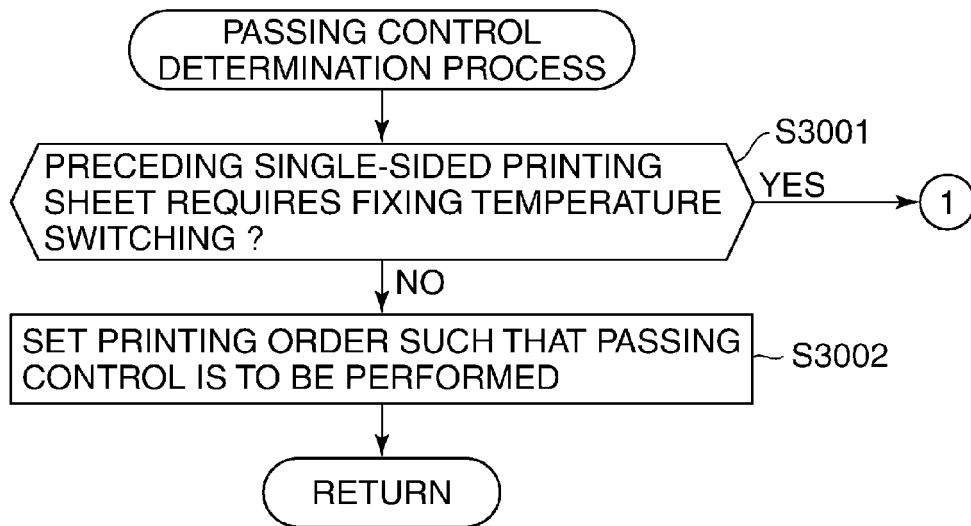 PASSING CONTROL
DETERMINATION PROCESS
S3001
PRECEDING SINGLE-SIDED PRINTING
SHEET REQUIRES FIXING TEMPERATURE
SWITCHING ?
YES
1
NO
SET PRINTING ORDER SUCH THAT PASSING
CONTROL IS TO BE PERFORMED
S3002
RETURN